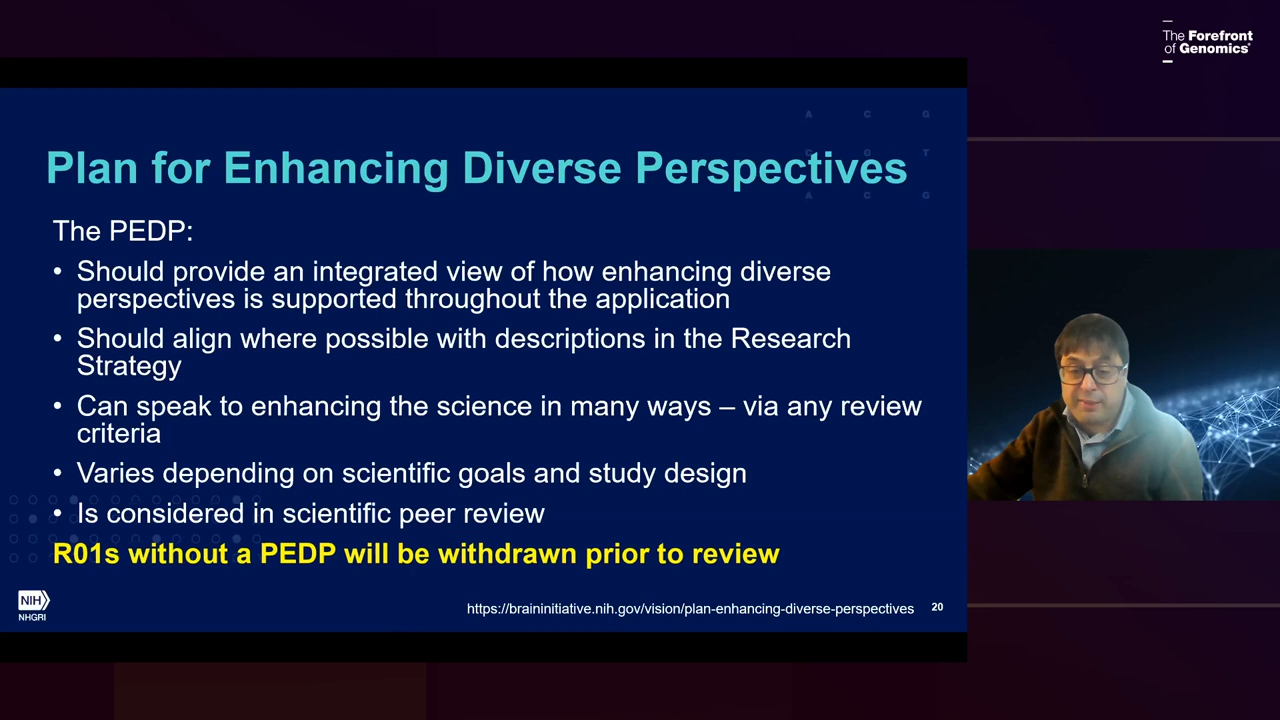 The Forefront
of Genomics®
A C G
C G T
A C G
Plan for Enhancing Diverse Perspectives
The PEDP:
• Should provide an integrated view of how enhancing diverse
perspectives is supported throughout the application
• Should align where possible with descriptions in the Research
Strategy
• Can speak to enhancing the science in many ways – via any review
criteria
• Varies depending on scientific goals and study design
• Is considered in scientific peer review
R01s without a PEDP will be withdrawn prior to review
NIH
NHGRI
https://braininitiative.nih.gov/vision/plan-enhancing-diverse-perspectives
20